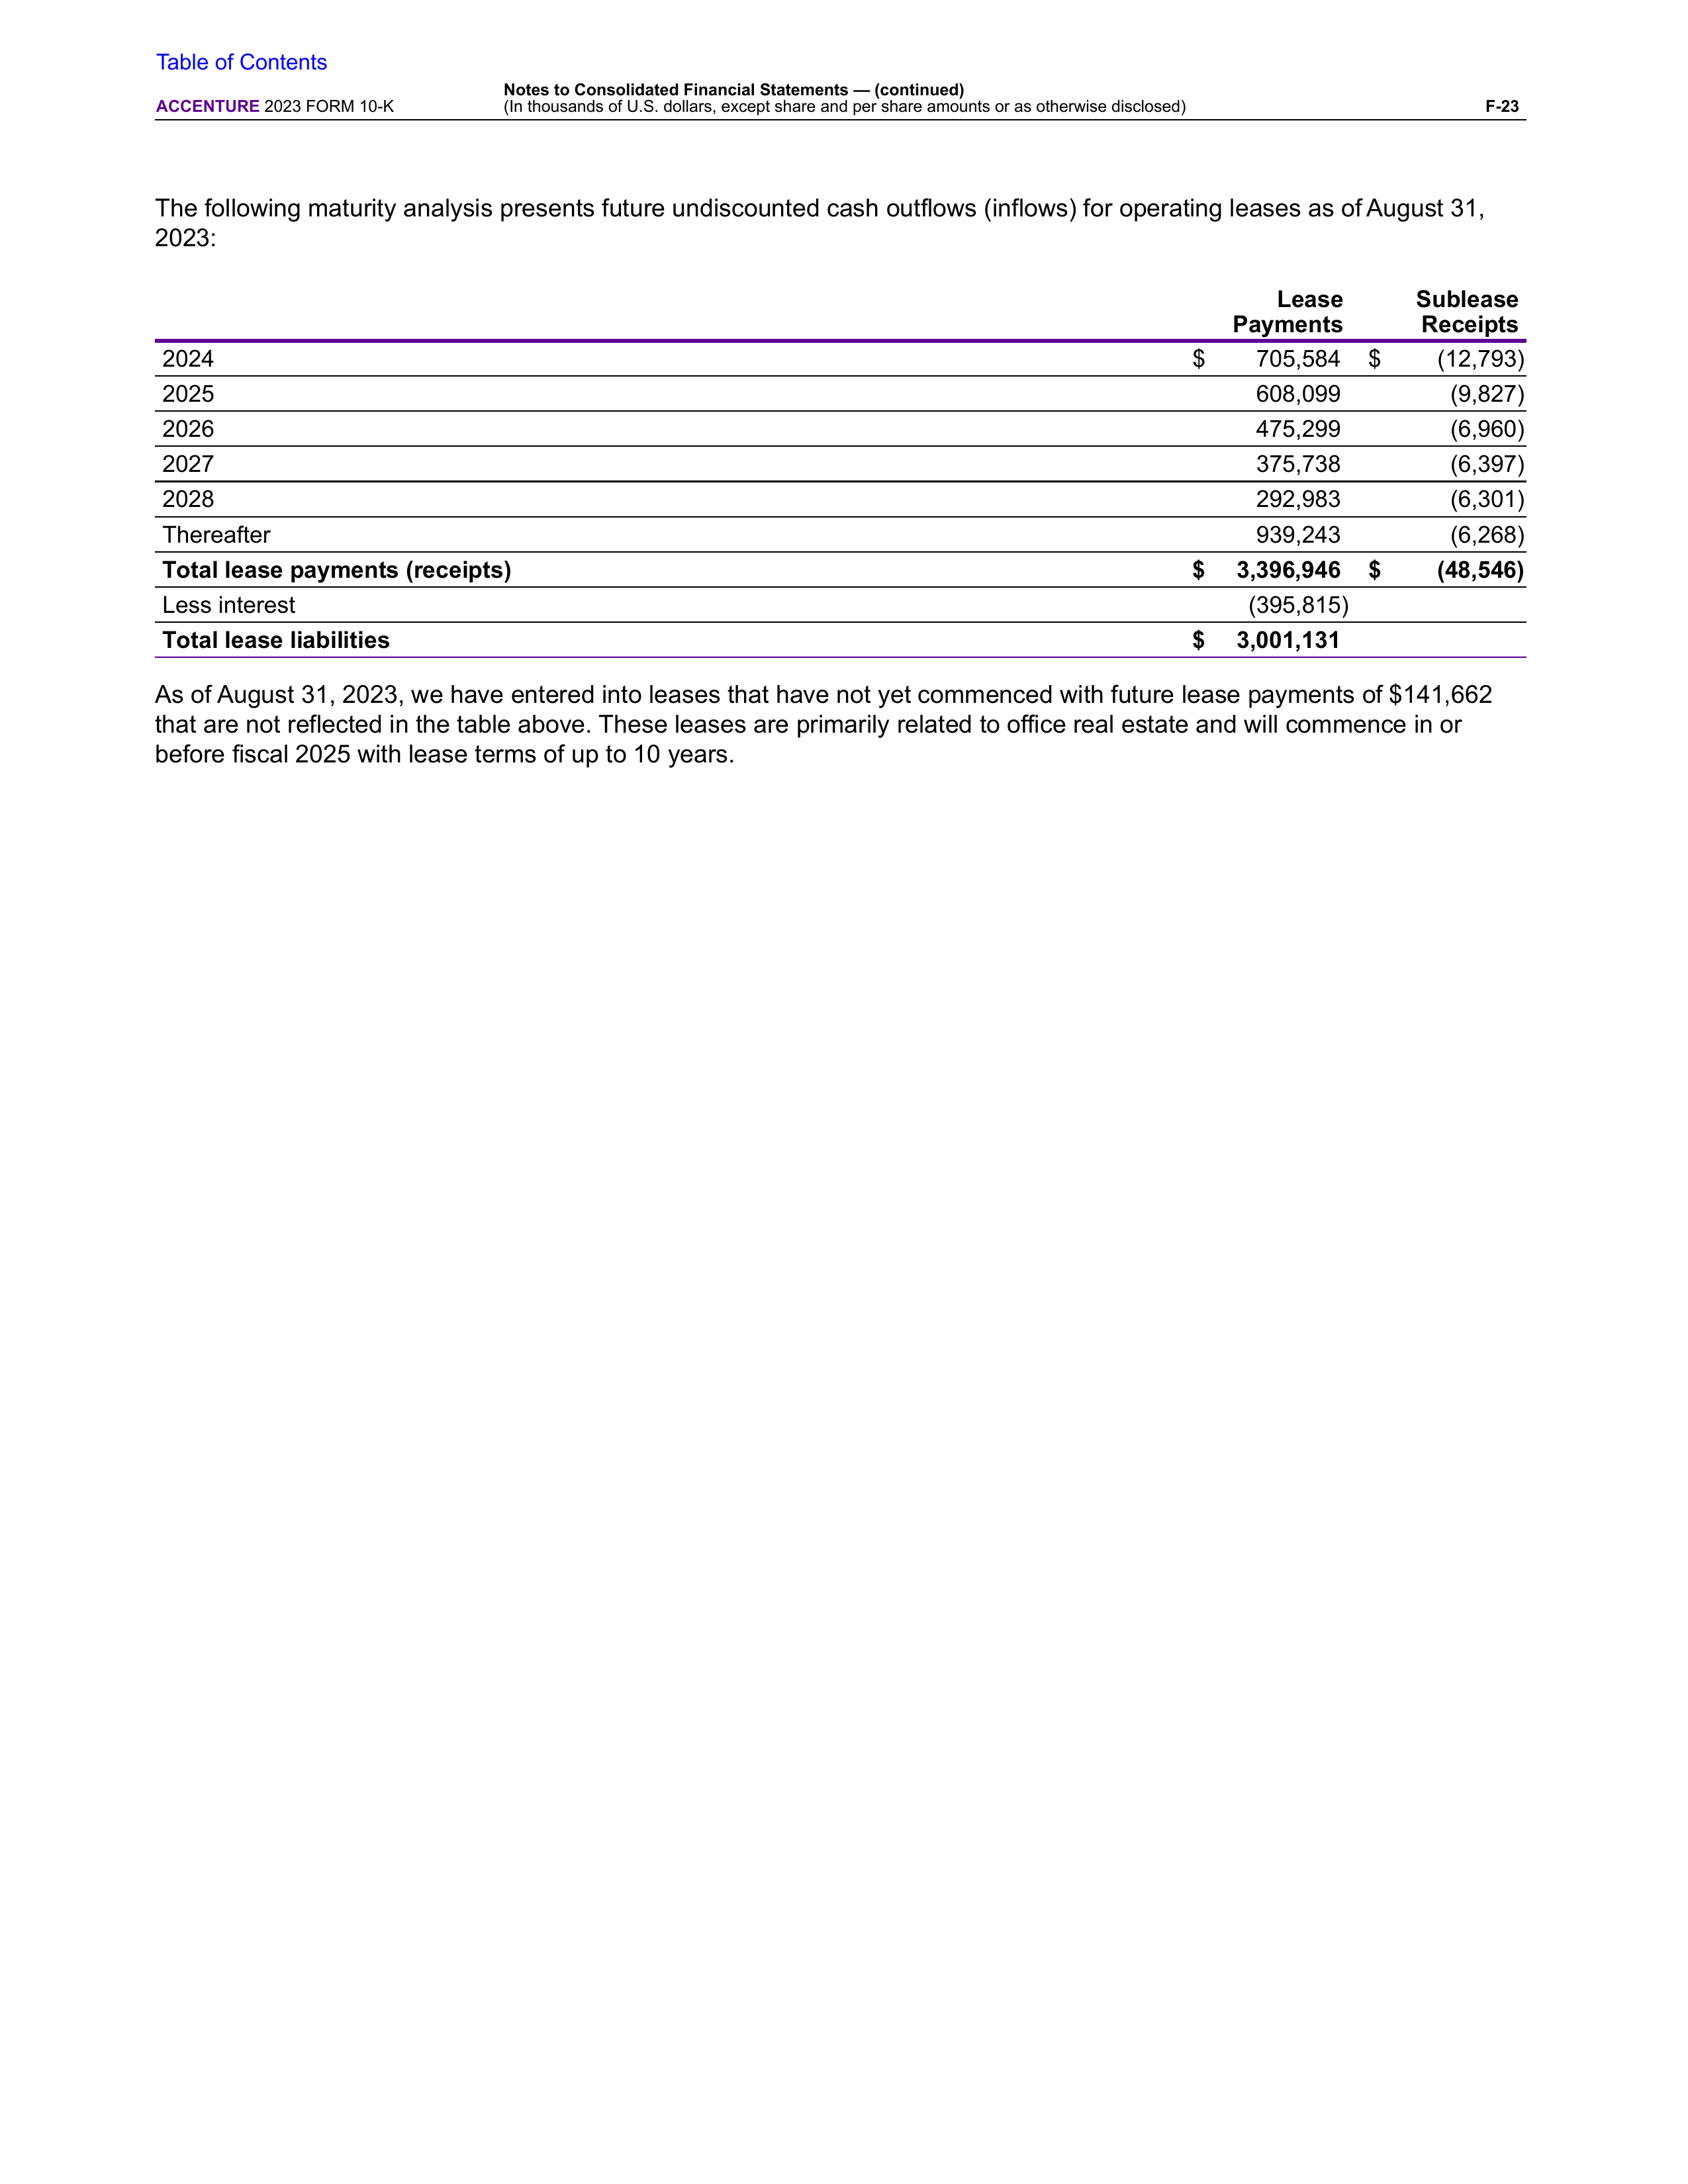 Table of Contents
Notes to Consolidated Financial Statements — (continued)
ACCENTURE 2023 FORM 10-K (In thousands of U.S. dollars, except share and per share amounts or as otherwise disclosed) F-23
The following maturity analysis presents future undiscounted cash outflows (inflows) for operating leases as of August 31,
2023:
Lease Sublease
Payments Receipts
2024 $ 705,584 $ (12,793)
2025 608,099 (9,827)
2026 475,299 (6,960)
2027 375,738 (6,397)
2028 292,983 (6,301)
Thereafter 939,243 (6,268)
Total lease payments (receipts) $ 3,396,946 $ (48,546)
Less interest (395,815)
Total lease liabilities $ 3,001,131
As of August 31, 2023, we have entered into leases that have not yet commenced with future lease payments of $141,662
that are not reflected in the table above. These leases are primarily related to office real estate and will commence in or
before fiscal 2025 with lease terms of up to 10 years.